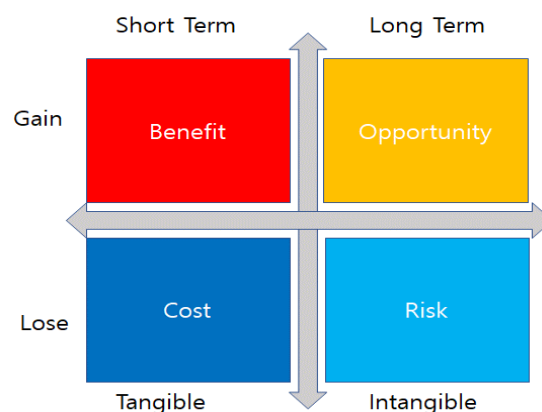 Short Term Long Term
Gain
Benefit Opportunity
Lose
Cost Risk
Tangible Intangible